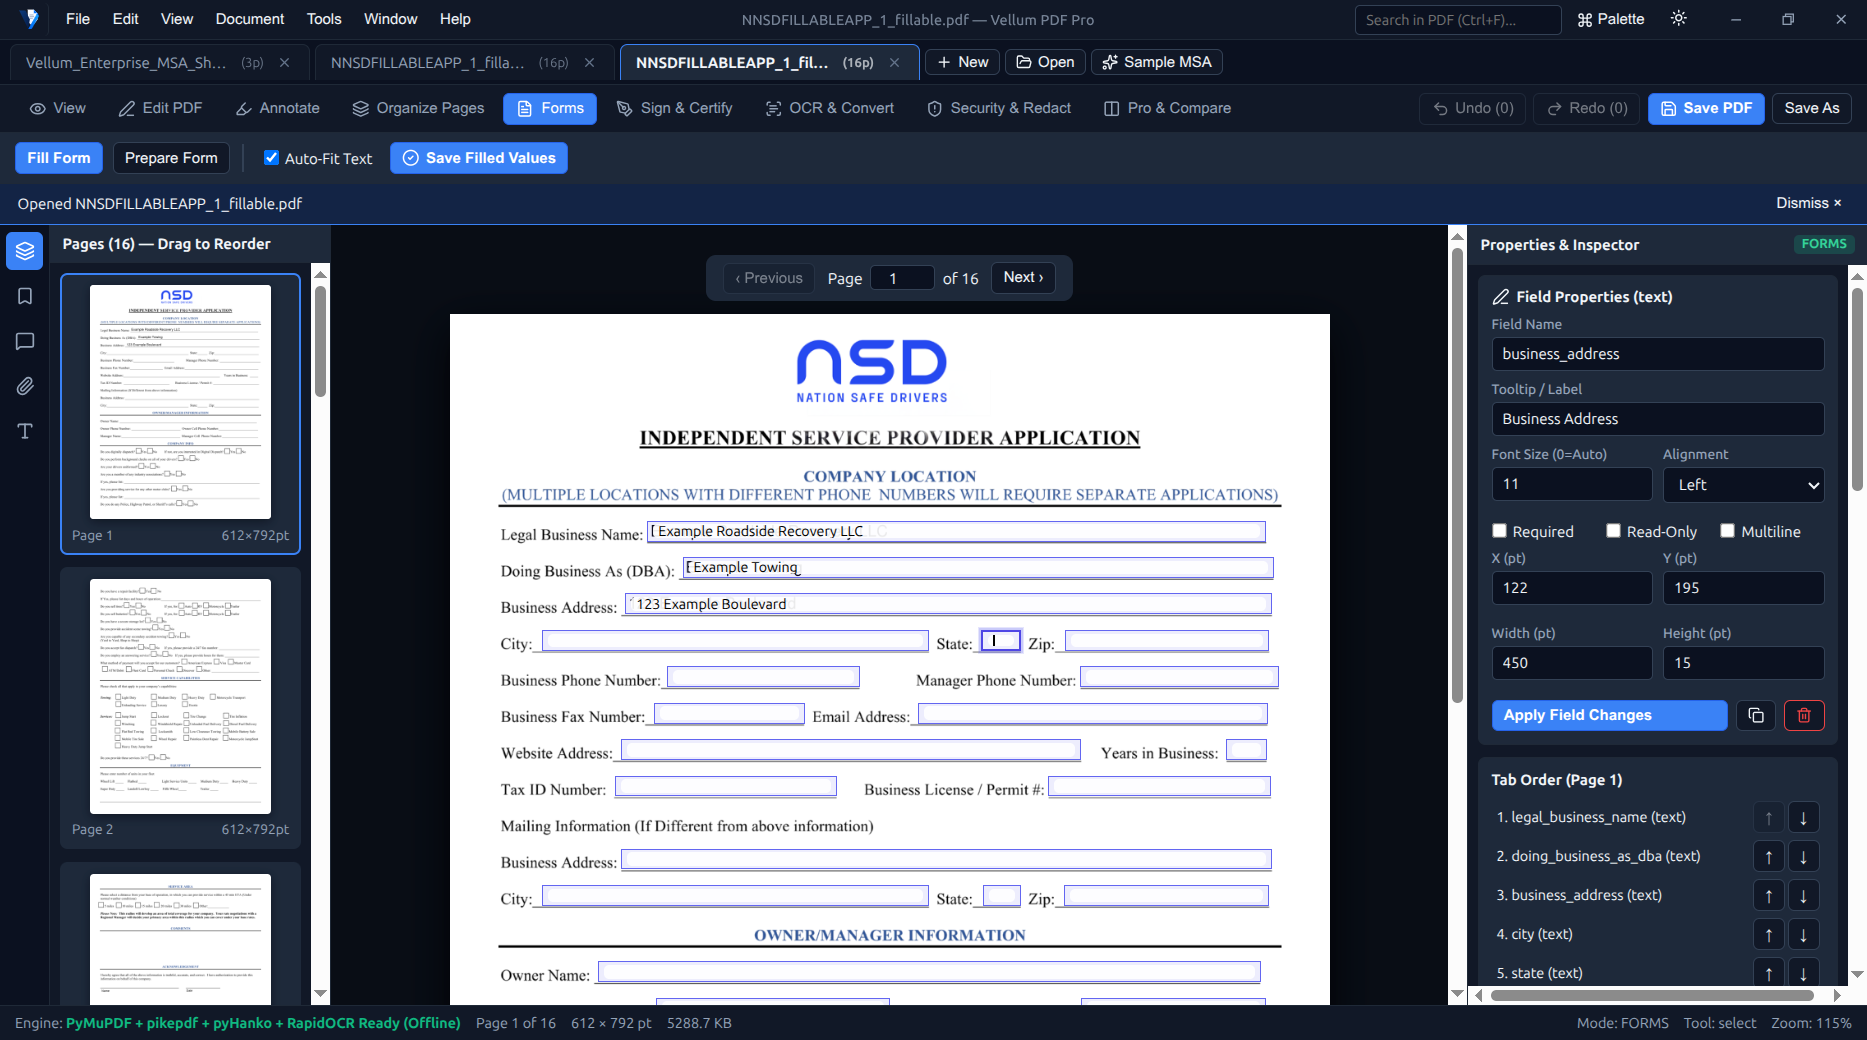 File Edit View Document Tools Window Help
NNSDFILLABLEAPP_1_fillable.pdf — Vellum PDF Pro
Search in PDF (Ctrl+F)...
⌘ Palette
Vellum_Enterprise_MSA_Sh... (3p) ×
NNSDFILLABLEAPP_1_filla... (16p) ×
NNSDFILLABLEAPP_1_fil... (16p) ×
+ New
Open
Sample MSA
View
Edit PDF
Annotate
Organize Pages
Forms
Sign & Certify
OCR & Convert
Security & Redact
Pro & Compare
Undo (0)
Redo (0)
Save PDF
Save As
Fill Form
Prepare Form
Auto-Fit Text
Save Filled Values
Opened NNSDFILLABLEAPP_1_fillable.pdf
Dismiss ×
Pages (16) — Drag to Reorder
Page 1 612×792pt
Page 2 612×792pt
‹ Previous Page 1 of 16 Next ›
NSD
NATION SAFE DRIVERS
INDEPENDENT SERVICE PROVIDER APPLICATION
COMPANY LOCATION
(MULTIPLE LOCATIONS WITH DIFFERENT PHONE NUMBERS WILL REQUIRE SEPARATE APPLICATIONS)
Legal Business Name: Example Roadside Recovery LLC
Doing Business As (DBA): Example Towing
Business Address: 123 Example Boulevard
City: State: Zip:
Business Phone Number: Manager Phone Number:
Business Fax Number: Email Address:
Website Address: Years in Business:
Tax ID Number: Business License / Permit #:
Mailing Information (If Different from above information)
Business Address:
City: State: Zip:
OWNER/MANAGER INFORMATION
Owner Name:
Properties & Inspector FORMS
Field Properties (text)
Field Name
business_address
Tooltip / Label
Business Address
Font Size (0=Auto) Alignment
11 Left
Required Read-Only Multiline
X (pt) Y (pt)
122 195
Width (pt) Height (pt)
450 15
Apply Field Changes
Tab Order (Page 1)
1. legal_business_name (text) ↑ ↓
2. doing_business_as_dba (text) ↑ ↓
3. business_address (text) ↑ ↓
4. city (text) ↑ ↓
5. state (text) ↑ ↓
Engine: PyMuPDF + pikepdf + pyHanko + RapidOCR Ready (Offline) Page 1 of 16 612 × 792 pt 5288.7 KB
Mode: FORMS Tool: select Zoom: 115%